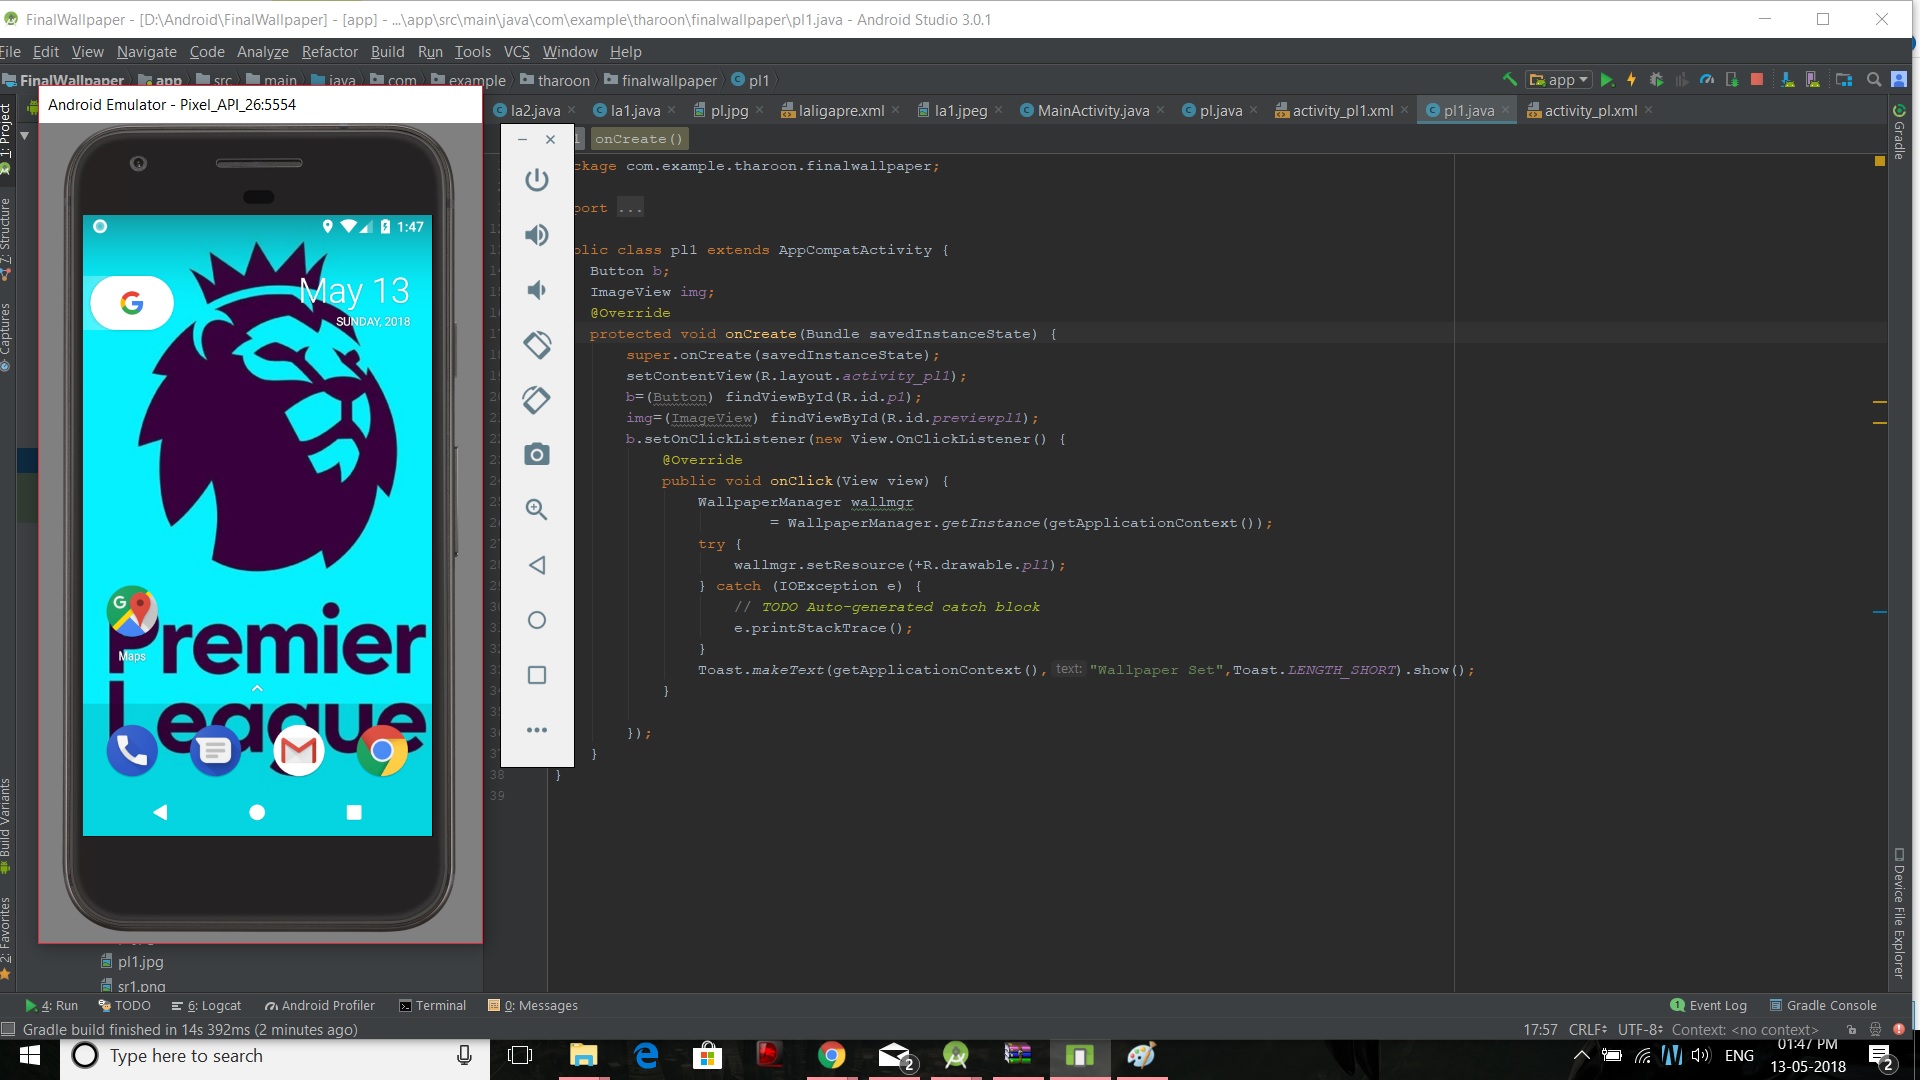 FinalWallpaper - [D:\Android\FinalWallpaper] - [app] - ...\app\src\main\java\com\example\tharoon\finalwallpaper\pl1.java - Android Studio 3.0.1
File Edit View Navigate Code Analyze Refactor Build Run Tools VCS Window Help
FinalWallpaper app src main java com example tharoon finalwallpaper pl1
app
Android Emulator - Pixel_API_26:5554
la2.java la1.java pl.jpg laligapre.xml la1.jpeg MainActivity.java pl.java activity_pl1.xml pl1.java activity_pl.xml
onCreate()
1: Project
7: Structure
Captures
Build Variants
2: Favorites
Gradle
Device File Explorer
1:47
G
May 13
SUNDAY, 2018
Premier
League
Maps
ckage com.example.tharoon.finalwallpaper;
port ...
blic class pl1 extends AppCompatActivity {
Button b;
ImageView img;
@Override
protected void onCreate(Bundle savedInstanceState) {
super.onCreate(savedInstanceState);
setContentView(R.layout.activity_pl1);
b=(Button) findViewById(R.id.p1);
img=(ImageView) findViewById(R.id.previewpl1);
b.setOnClickListener(new View.OnClickListener() {
@Override
public void onClick(View view) {
WallpaperManager wallmgr
= WallpaperManager.getInstance(getApplicationContext());
try {
wallmgr.setResource(+R.drawable.pl1);
} catch (IOException e) {
// TODO Auto-generated catch block
e.printStackTrace();
}
Toast.makeText(getApplicationContext(), text: "Wallpaper Set",Toast.LENGTH_SHORT).show();
}
});
}
38 }
39
pl1.jpg
sr1.png
4: Run TODO 6: Logcat Android Profiler Terminal 0: Messages 1 Event Log Gradle Console
Gradle build finished in 14s 392ms (2 minutes ago) 17:57 CRLF UTF-8 Context: <no context>
Type here to search
2
ENG
01:47 PM
13-05-2018
2